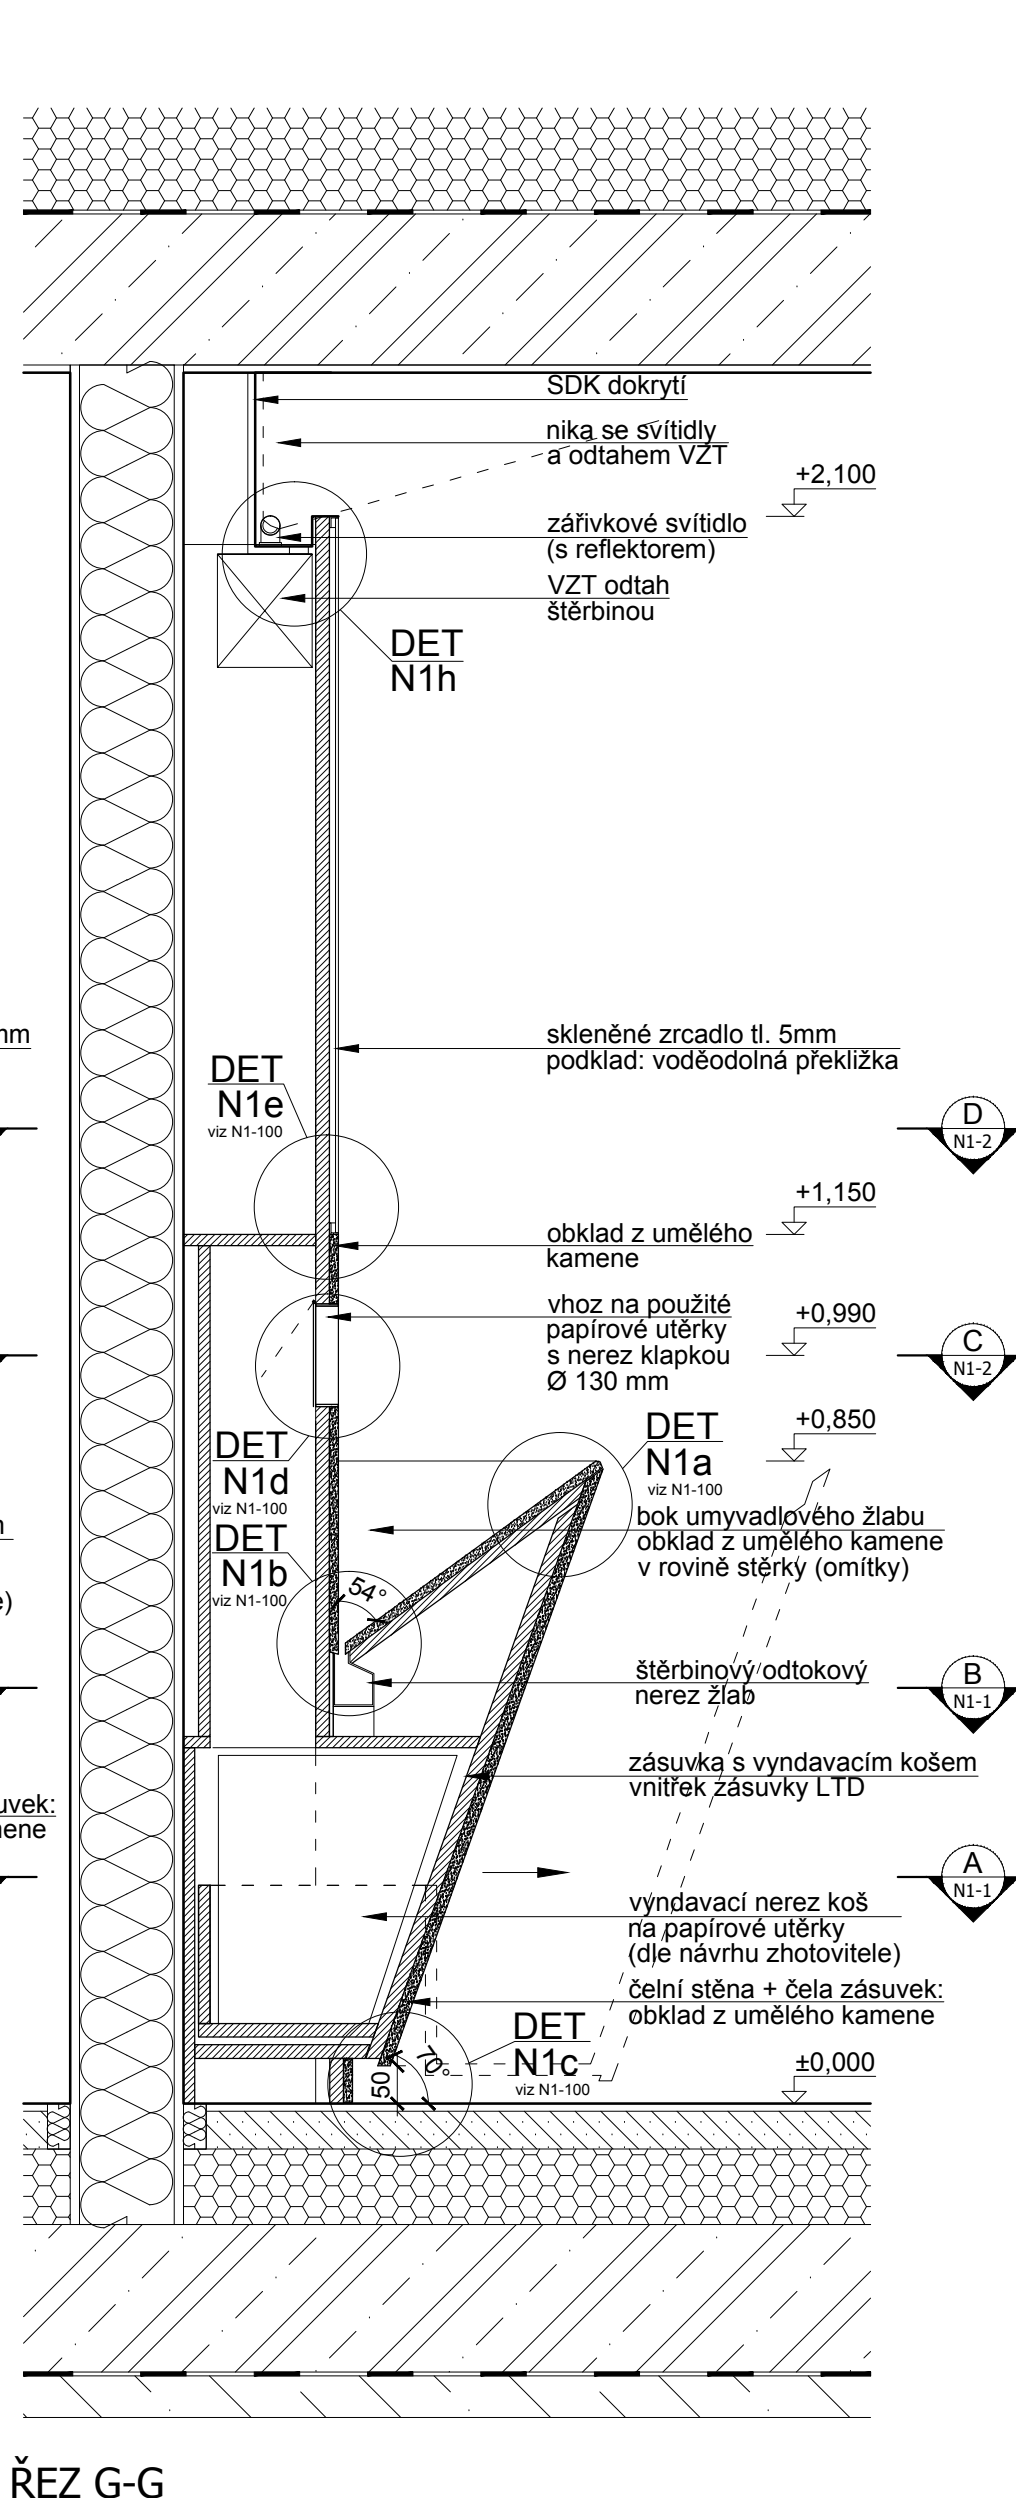 SDK dokrytí
nika se svítidly
a odtahem VZT
+2,100
zářivkové svítidlo
(s reflektorem)
VZT odtah
štěrbinou
DET
N1h
mm
skleněné zrcadlo tl. 5mm
podklad: voděodolná překližka
DET
N1e
viz N1-100
D
N1-2
+1,150
obklad z umělého
kamene
vhoz na použité
papírové utěrky
s nerez klapkou
Ø 130 mm
+0,990
C
N1-2
+0,850
DET
N1a
viz N1-100
DET
N1d
viz N1-100
bok umyvadlového žlabu
obklad z umělého kamene
v rovině stěrky (omítky)
DET
N1b
viz N1-100
54°
štěrbinový odtokový
nerez žlab
B
N1-1
zásuvka s vyndavacím košem
vnitřek zásuvky LTD
uvek:
nene
A
N1-1
vyndavací nerez koš
na papírové utěrky
(dle návrhu zhotovitele)
čelní stěna + čela zásuvek:
obklad z umělého kamene
DET
N1c
viz N1-100
70°
50
±0,000
ŘEZ G-G